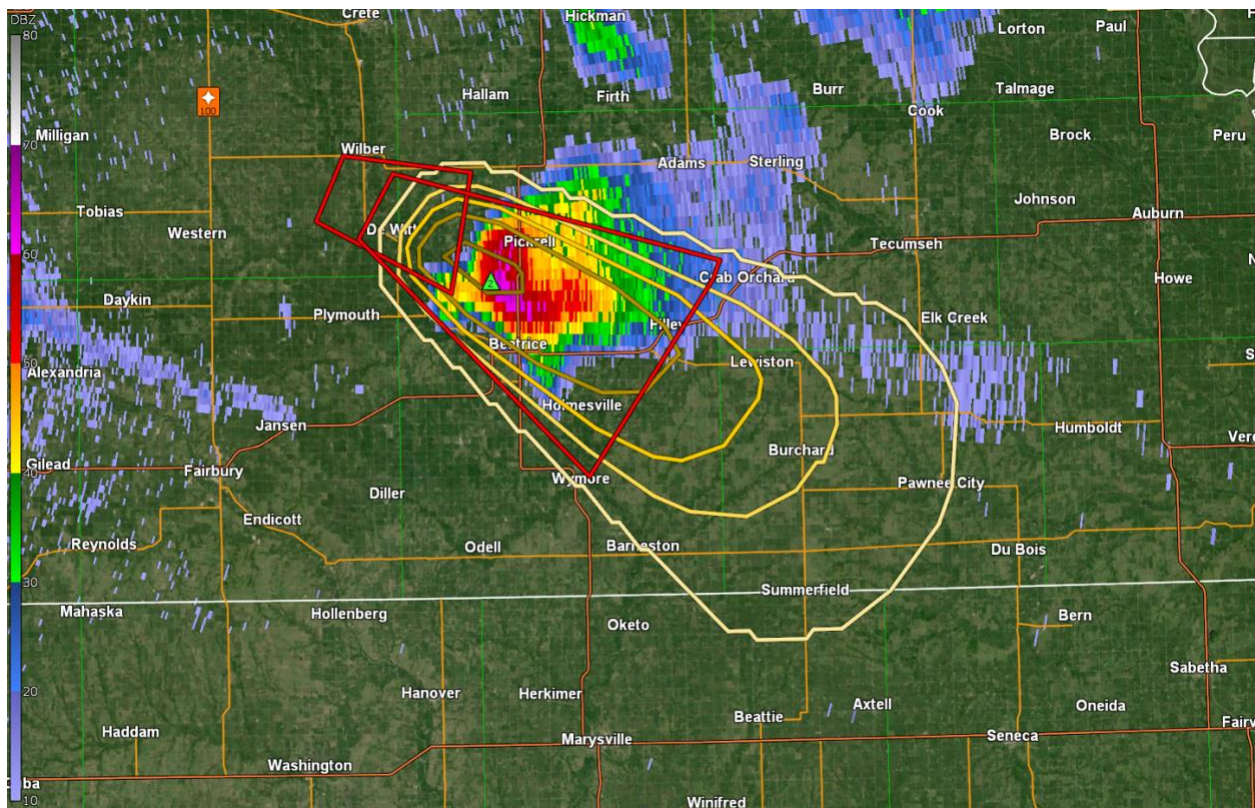 DBZ
80
70
60
50
40
30
20
10
Crete
Hickman
Lorton
Paul
100
Hallam
Firth
Burr
Talmage
Cook
Milligan
Brock
Peru
Wilber
Adams
Sterling
Tobias
Johnson
Auburn
Western
De Witt
Pickrell
Tecumseh
Crab Orchard
Howe
Daykin
Plymouth
Filley
Elk Creek
Beatrice
Lewiston
Alexandria
Holmesville
Jansen
Humboldt
Gilead
Fairbury
Burchard
Wymore
Pawnee City
Diller
Endicott
Reynolds
Odell
Barneston
Du Bois
Summerfield
Mahaska
Hollenberg
Oketo
Bern
Sabetha
Hanover
Herkimer
Beattie
Axtell
Oneida
Haddam
Marysville
Seneca
Washington
Winifred